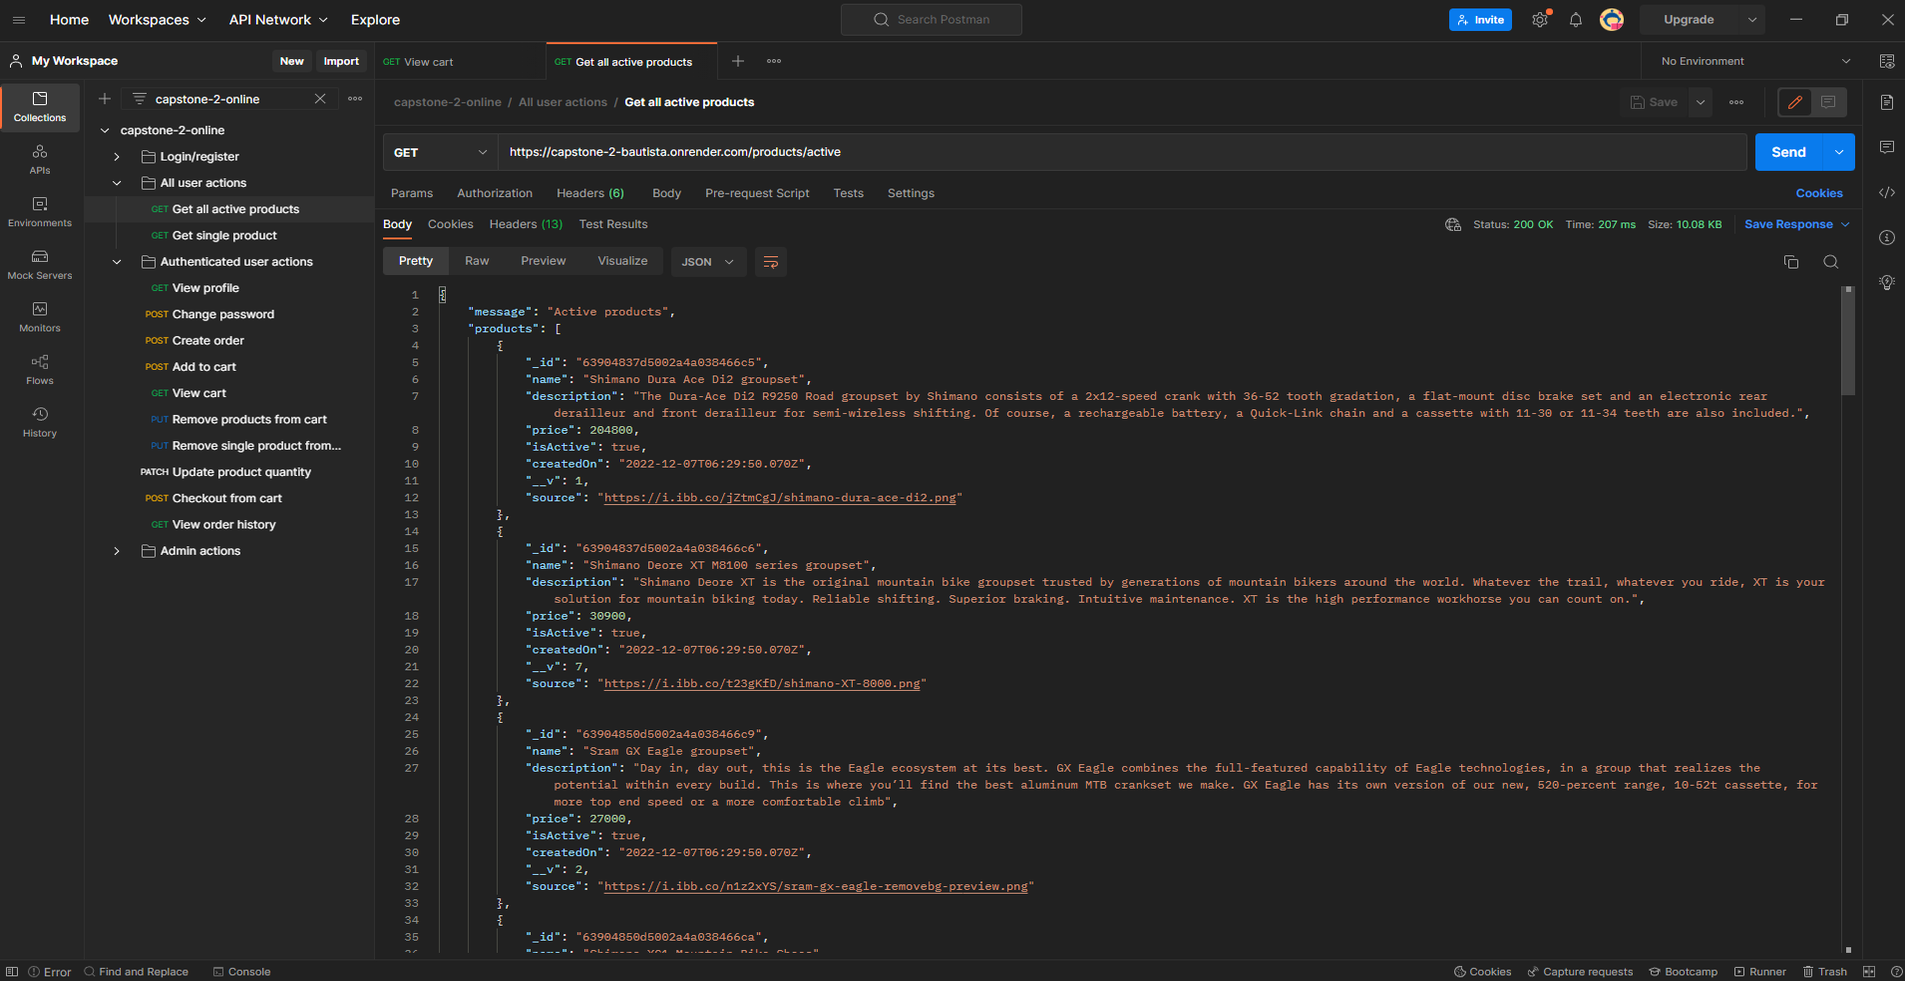 Home Workspaces API Network Explore Search Postman Invite Upgrade
My Workspace New Import GET View cart GET Get all active products No Environment
capstone-2-online
capstone-2-online / All user actions / Get all active products Save
Collections
APIs
Environments
Mock Servers
Monitors
Flows
History
capstone-2-online
Login/register
All user actions
GET Get all active products
GET Get single product
Authenticated user actions
GET View profile
POST Change password
POST Create order
POST Add to cart
GET View cart
PUT Remove products from cart
PUT Remove single product from...
PATCH Update product quantity
POST Checkout from cart
GET View order history
Admin actions
GET https://capstone-2-bautista.onrender.com/products/active Send
Params Authorization Headers (6) Body Pre-request Script Tests Settings Cookies
Body Cookies Headers (13) Test Results Status: 200 OK Time: 207 ms Size: 10.08 KB Save Response
Pretty Raw Preview Visualize JSON
1 {
2 "message": "Active products",
3 "products": [
4 {
5 "_id": "63904837d5002a4a038466c5",
6 "name": "Shimano Dura Ace Di2 groupset",
7 "description": "The Dura-Ace Di2 R9250 Road groupset by Shimano consists of a 2x12-speed crank with 36-52 tooth gradation, a flat-mount disc brake set and an electronic rear
derailleur and front derailleur for semi-wireless shifting. Of course, a rechargeable battery, a Quick-Link chain and a cassette with 11-30 or 11-34 teeth are also included.",
8 "price": 204800,
9 "isActive": true,
10 "createdOn": "2022-12-07T06:29:50.070Z",
11 "__v": 1,
12 "source": "https://i.ibb.co/jZtmCgJ/shimano-dura-ace-di2.png"
13 },
14 {
15 "_id": "63904837d5002a4a038466c6",
16 "name": "Shimano Deore XT M8100 series groupset",
17 "description": "Shimano Deore XT is the original mountain bike groupset trusted by generations of mountain bikers around the world. Whatever the trail, whatever you ride, XT is your
solution for mountain biking today. Reliable shifting. Superior braking. Intuitive maintenance. XT is the high performance workhorse you can count on.",
18 "price": 30900,
19 "isActive": true,
20 "createdOn": "2022-12-07T06:29:50.070Z",
21 "__v": 7,
22 "source": "https://i.ibb.co/t23gKfD/shimano-XT-8000.png"
23 },
24 {
25 "_id": "63904850d5002a4a038466c9",
26 "name": "Sram GX Eagle groupset",
27 "description": "Day in, day out, this is the Eagle ecosystem at its best. GX Eagle combines the full-featured capability of Eagle technologies, in a group that realizes the
potential within every build. This is where you’ll find the best aluminum MTB crankset we make. GX Eagle has its own version of our new, 520-percent range, 10-52t cassette, for
more top end speed or a more comfortable climb",
28 "price": 27000,
29 "isActive": true,
30 "createdOn": "2022-12-07T06:29:50.070Z",
31 "__v": 2,
32 "source": "https://i.ibb.co/n1z2xYS/sram-gx-eagle-removebg-preview.png"
33 },
34 {
35 "_id": "63904850d5002a4a038466ca",
Error Find and Replace Console Cookies Capture requests Bootcamp Runner Trash